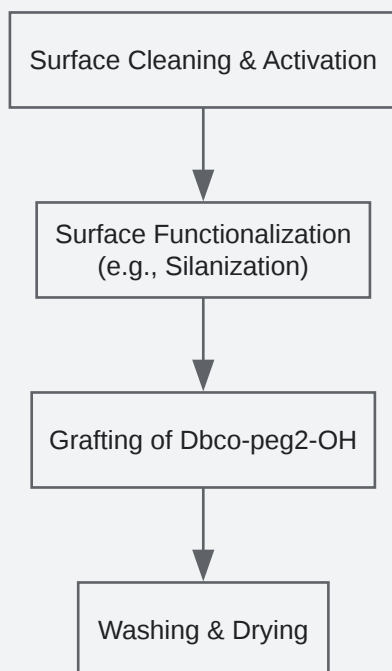 Surface Cleaning & Activation
Surface Functionalization
(e.g., Silanization)
Grafting of Dbco-peg2-OH
Washing & Drying